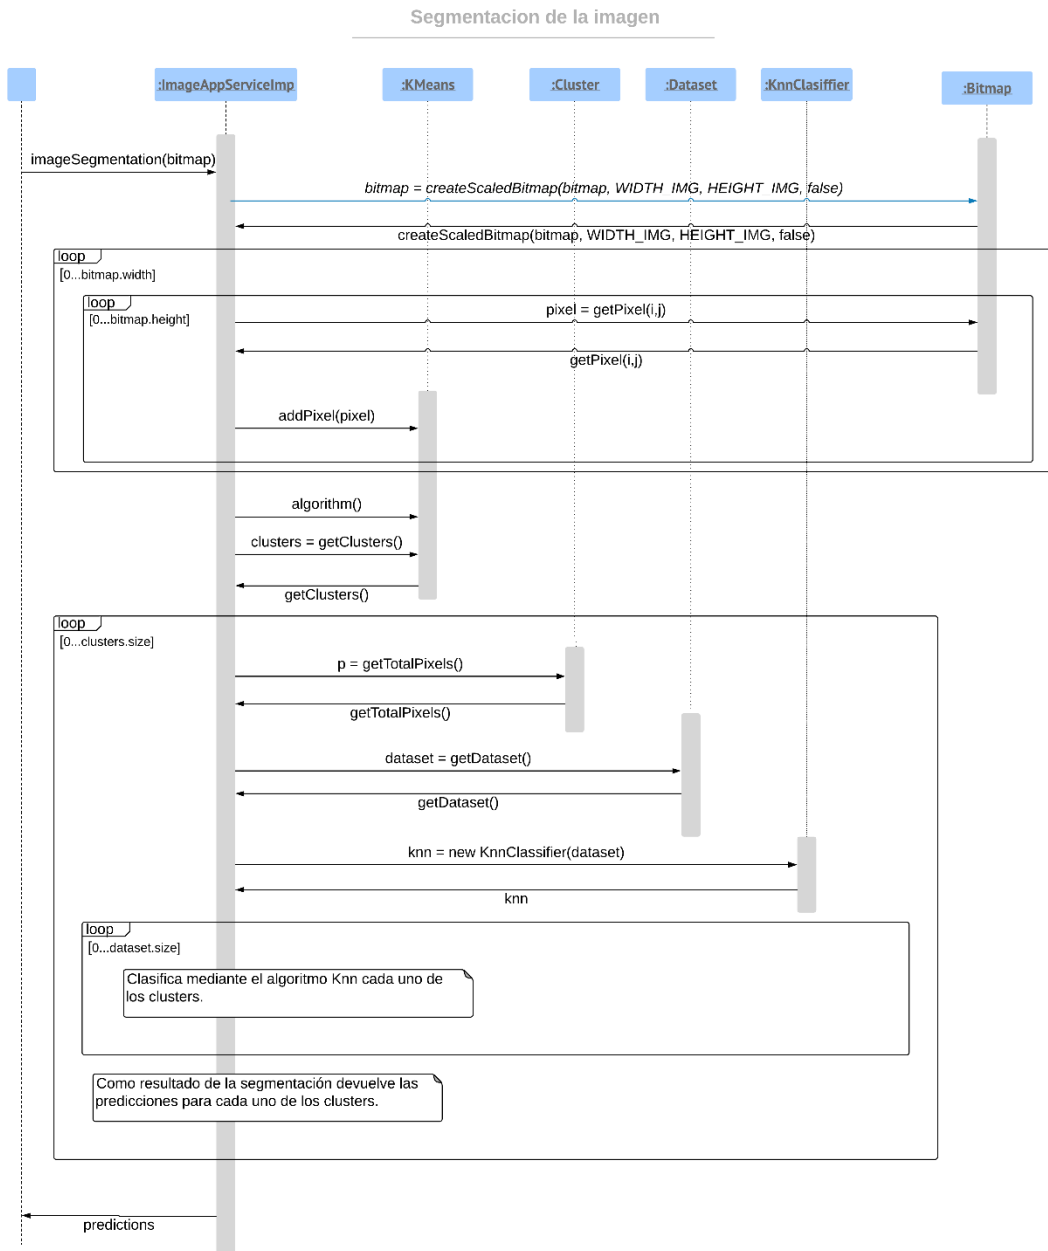 Segmentacion de la imagen
:ImageAppServiceImp
:KMeans
:Cluster
:Dataset
:KnnClasiffier
:Bitmap
imageSegmentation(bitmap)
bitmap = createScaledBitmap(bitmap, WIDTH_IMG, HEIGHT_IMG, false)
createScaledBitmap(bitmap, WIDTH_IMG, HEIGHT_IMG, false)
loop
[0...bitmap.width]
loop
[0...bitmap.height]
pixel = getPixel(i,j)
getPixel(i,j)
addPixel(pixel)
algorithm()
clusters = getClusters()
getClusters()
loop
[0...clusters.size]
p = getTotalPixels()
getTotalPixels()
dataset = getDataset()
getDataset()
knn = new KnnClassifier(dataset)
knn
loop
[0...dataset.size]
Clasifica mediante el algoritmo Knn cada uno de
los clusters.
Como resultado de la segmentación devuelve las
predicciones para cada uno de los clusters.
predictions